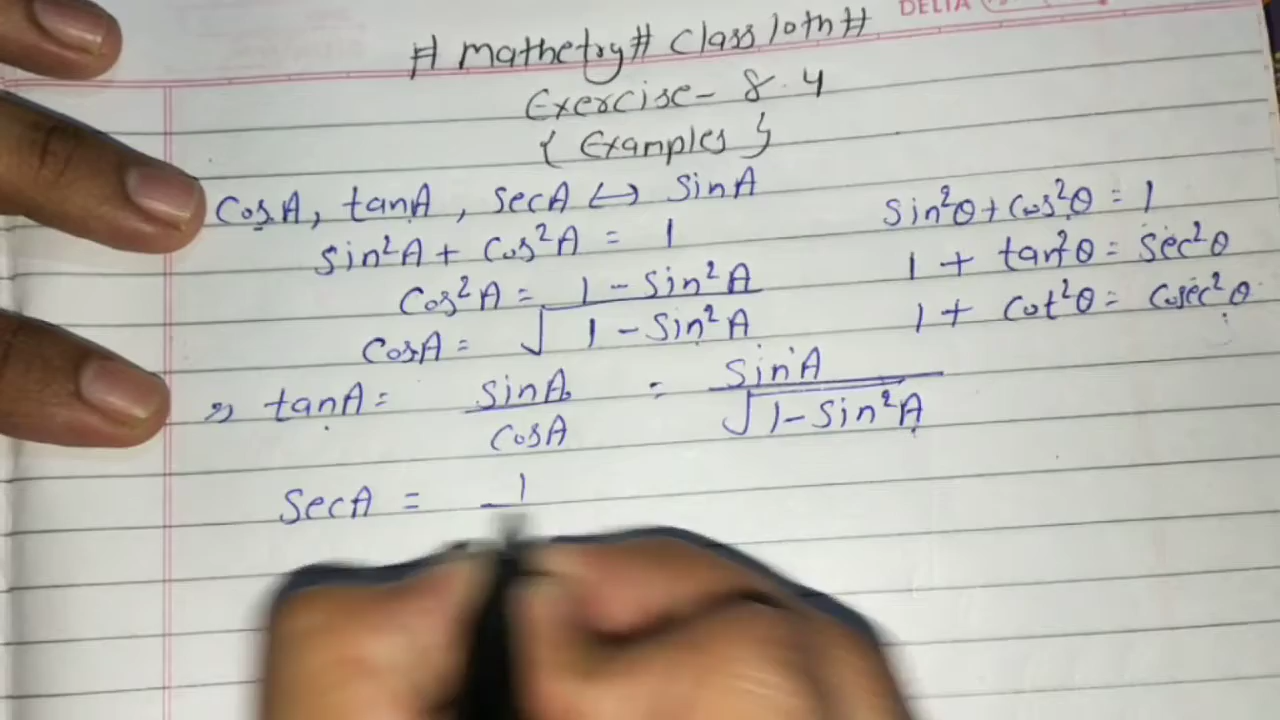 DELTA
# Mathetry # Class 10th #
Exercise - 8.4
{ Examples }
CosA, tanA, SecA ↔ SinA
Sin²A + Cos²A = 1
Cos²A = 1 - Sin²A
CosA = √1 - Sin²A
⇒ tanA = SinA/CosA = SinA/√1 - Sin²A
SecA = 1
Sin²θ + Cos²θ = 1
1 + tan²θ = Sec²θ
1 + Cot²θ = Cosec²θ